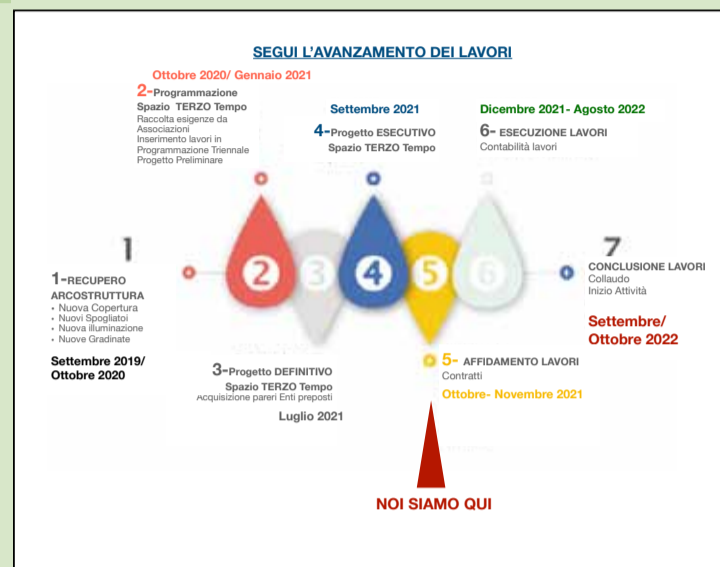 SEGUI L'AVANZAMENTO DEI LAVORI
Ottobre 2020/ Gennaio 2021
2-Programmazione
Spazio TERZO Tempo
Raccolta esigenze da
Associazioni
Inserimento lavori in
Programmazione Triennale
Progetto Preliminare
Settembre 2021
4-Progetto ESECUTIVO
Spazio TERZO Tempo
Dicembre 2021- Agosto 2022
6- ESECUZIONE LAVORI
Contabilità lavori
1
1-RECUPERO
ARCOSTRUTTURA
• Nuova Copertura
• Nuovi Spogliatoi
• Nuova illuminazione
• Nuove Gradinate
Settembre 2019/
Ottobre 2020
2
3
4
5
6
7
CONCLUSIONE LAVORI
Collaudo
Inizio Attività
Settembre/
Ottobre 2022
3-Progetto DEFINITIVO
Spazio TERZO Tempo
Acquisizione pareri Enti preposti
Luglio 2021
5- AFFIDAMENTO LAVORI
Contratti
Ottobre- Novembre 2021
NOI SIAMO QUI